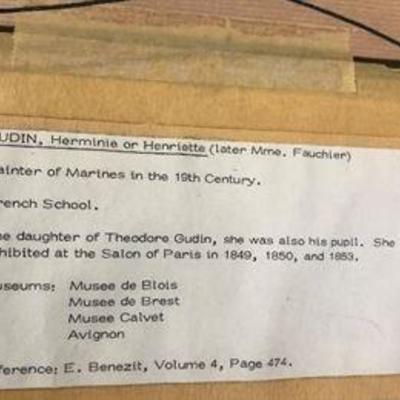 UDIN, Herminie or Henriette (later Mme. Fauchier)
ainter of Marines in the 19th Century.
rench School.
he daughter of Theodore Gudin, she was also his pupil. She
hibited at the Salon of Paris in 1849, 1850, and 1853.
useums: Musee de Blois
Musee de Brest
Musee Calvet
Avignon
ference: E. Benezit, Volume 4, Page 474.